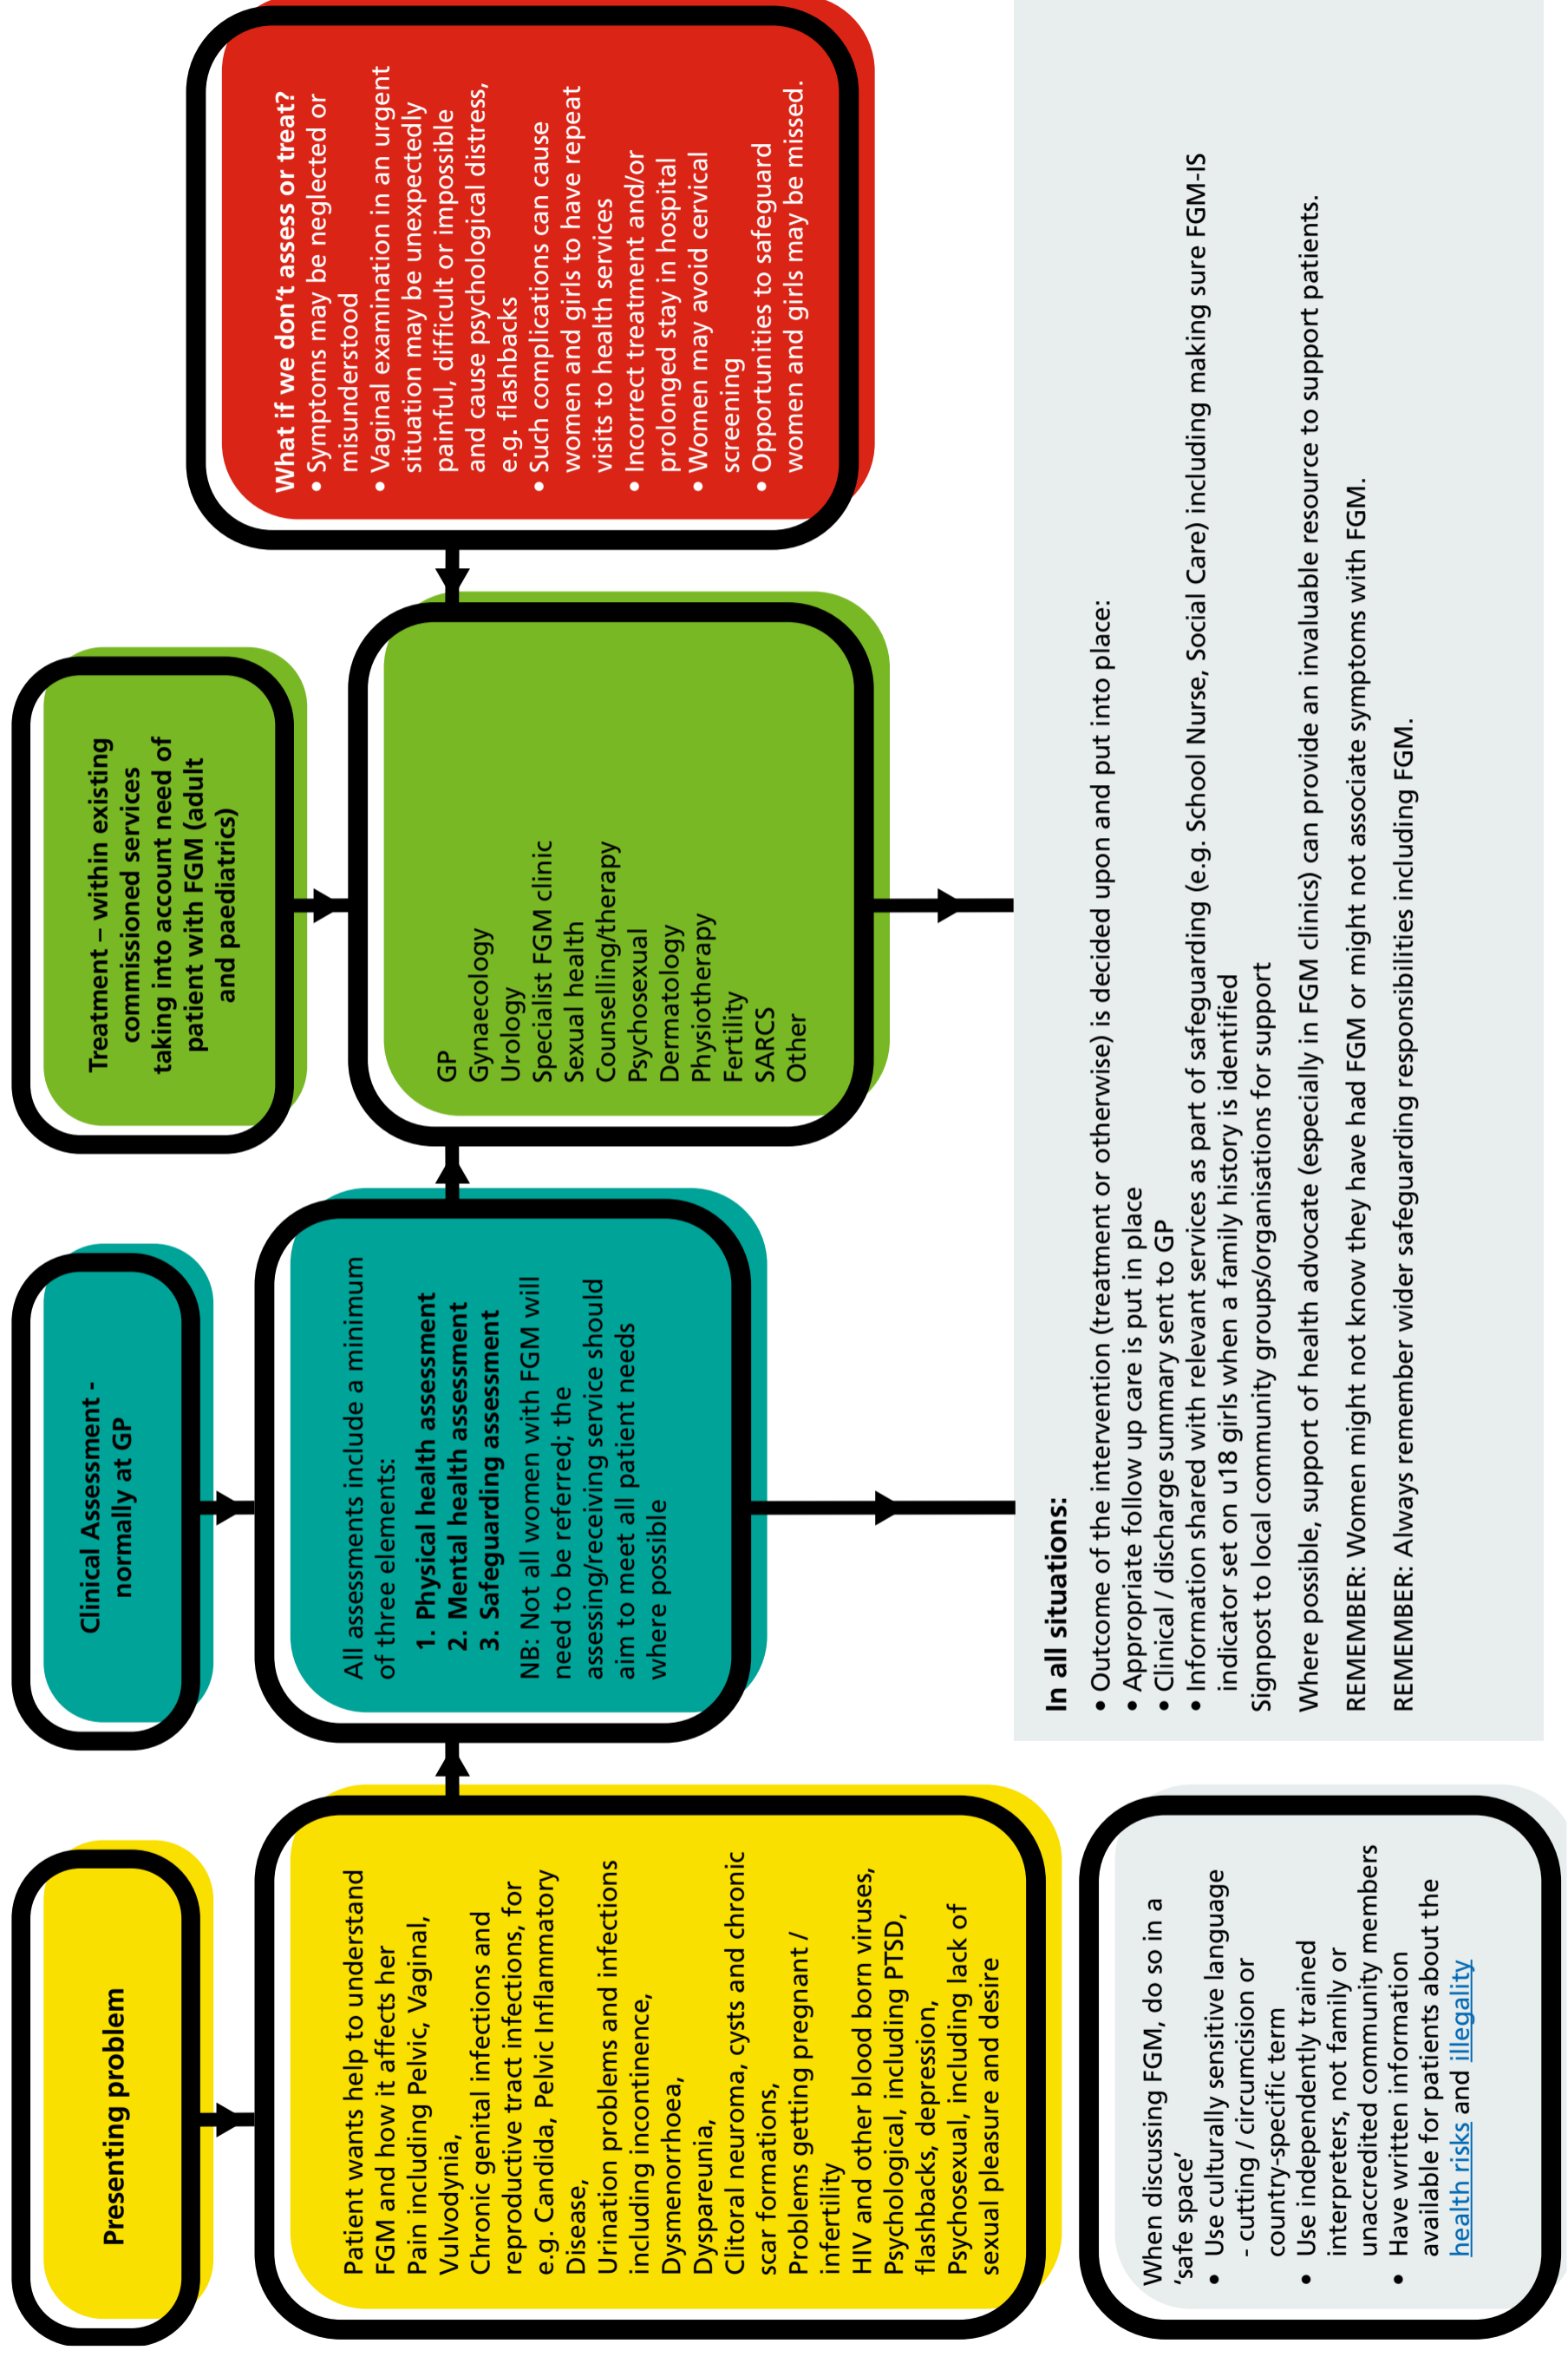 Presenting problem
Patient wants help to understand
FGM and how it affects her
Pain including Pelvic, Vaginal,
Vulvodynia,
Chronic genital infections and
reproductive tract infections, for
e.g. Candida, Pelvic Inflammatory
Disease,
Urination problems and infections
including incontinence,
Dysmenorrhoea,
Dyspareunia,
Clitoral neuroma, cysts and chronic
scar formations,
Problems getting pregnant /
infertility
HIV and other blood born viruses,
Psychological, including PTSD,
flashbacks, depression,
Psychosexual, including lack of
sexual pleasure and desire
When discussing FGM, do so in a
‘safe space’
• Use culturally sensitive language
- cutting / circumcision or
country-specific term
• Use independently trained
interpreters, not family or
unaccredited community members
• Have written information
available for patients about the
health risks and illegality
Clinical Assessment -
normally at GP
All assessments include a minimum
of three elements:
1. Physical health assessment
2. Mental health assessment
3. Safeguarding assessment
NB: Not all women with FGM will
need to be referred; the
assessing/receiving service should
aim to meet all patient needs
where possible
Treatment – within existing
commissioned services
taking into account need of
patient with FGM (adult
and paediatrics)
GP
Gynaecology
Urology
Specialist FGM clinic
Sexual health
Counselling/therapy
Psychosexual
Dermatology
Physiotherapy
Fertility
SARCS
Other
What if we don’t assess or treat?
• Symptoms may be neglected or
misunderstood
• Vaginal examination in an urgent
situation may be unexpectedly
painful, difficult or impossible
and cause psychological distress,
e.g. flashbacks
• Such complications can cause
women and girls to have repeat
visits to health services
• Incorrect treatment and/or
prolonged stay in hospital
• Women may avoid cervical
screening
• Opportunities to safeguard
women and girls may be missed.
In all situations:
• Outcome of the intervention (treatment or otherwise) is decided upon and put into place:
• Appropriate follow up care is put in place
• Clinical / discharge summary sent to GP
• Information shared with relevant services as part of safeguarding (e.g. School Nurse, Social Care) including making sure FGM-IS
indicator set on u18 girls when a family history is identified
Signpost to local community groups/organisations for support
Where possible, support of health advocate (especially in FGM clinics) can provide an invaluable resource to support patients.
REMEMBER: Women might not know they have had FGM or might not associate symptoms with FGM.
REMEMBER: Always remember wider safeguarding responsibilities including FGM.